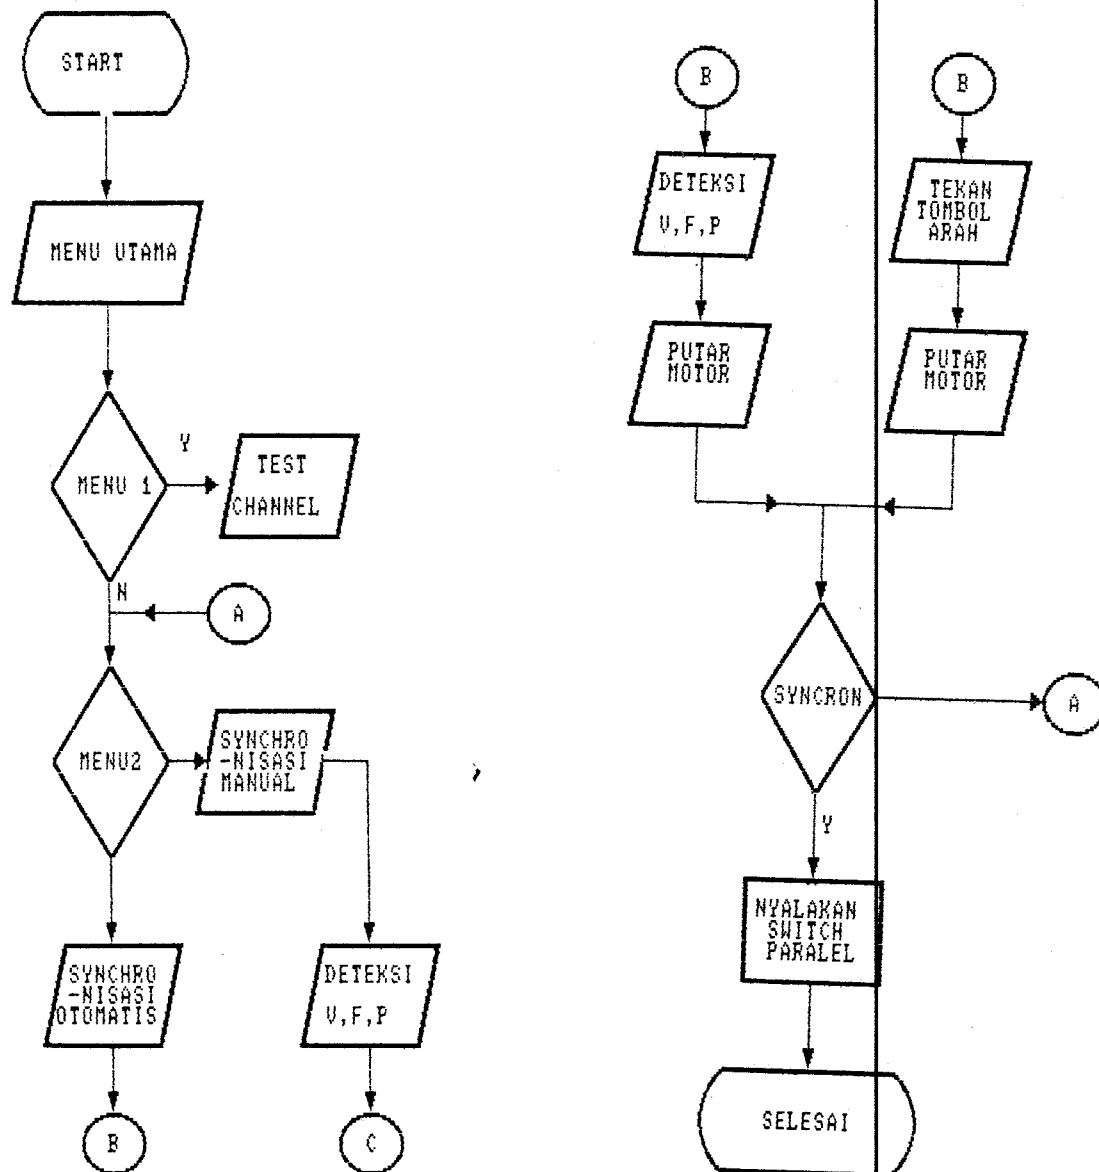 START
MENU UTAMA
MENU 1
Y
TEST
CHANNEL
N
A
MENU2
SYNCHRO
-NISASI
MANUAL
SYNCHRO
-NISASI
OTOMATIS
DETEKSI
V,F,P
B
C
B
DETEKSI
V,F,P
PUTAR
MOTOR
B
TEKAN
TOMBOL
ARAH
PUTAR
MOTOR
SYNCRON
A
Y
NYALAKAN
SWITCH
PARALEL
SELESAI